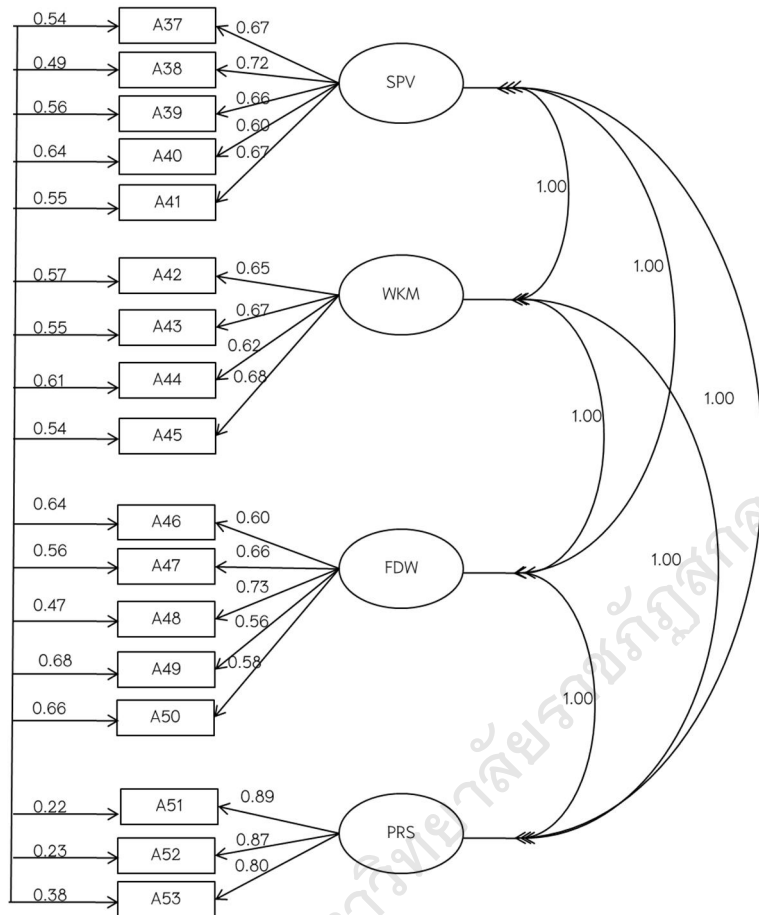 0.54 A37 0.67
0.49 A38 0.72 SPV
0.56 A39 0.66
0.64 A40 0.60
0.55 A41 0.67
1.00
1.00
0.57 A42 0.65
WKM
0.55 A43 0.67
0.62
0.61 A44
0.68
1.00
0.54 A45
1.00
0.64 A46 0.60
0.56 A47 0.66 FDW
1.00
0.47 A48 0.73
0.56
0.68 A49
0.58
0.66 A50
1.00
0.22 A51 0.89
PRS
0.23 A52 0.87
0.80
0.38 A53